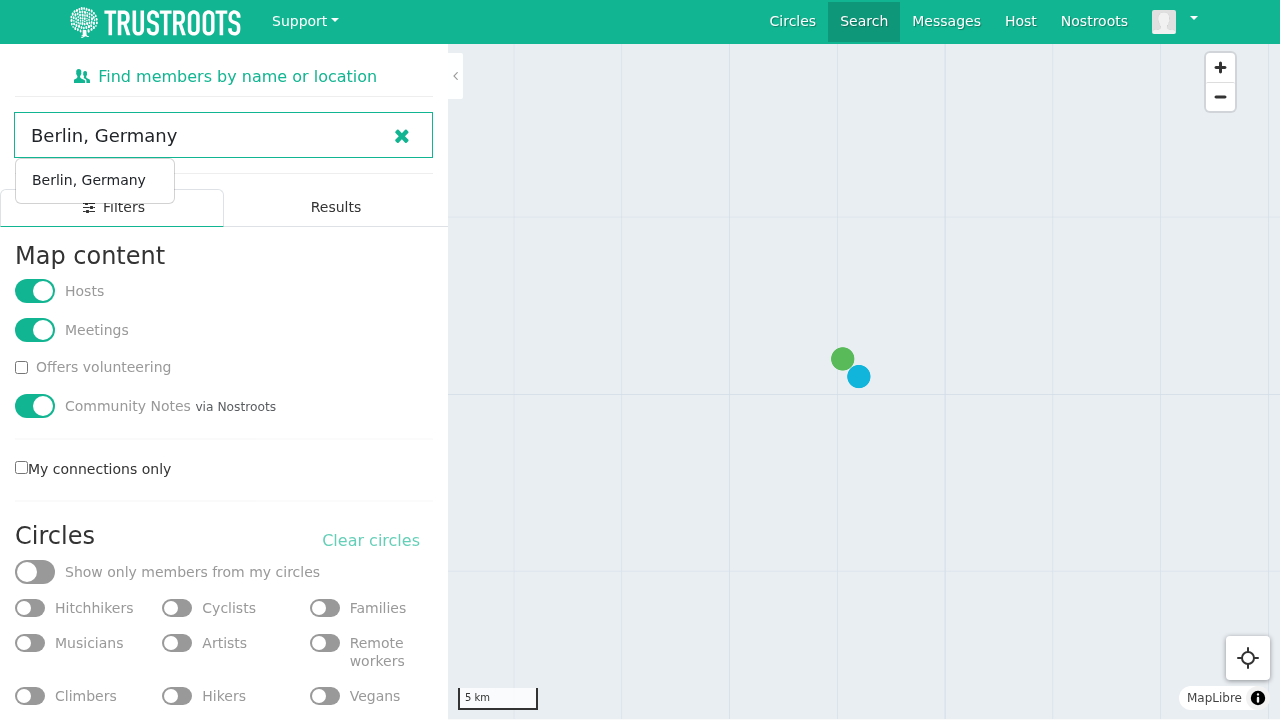 TRUSTROOTS
Support
Circles
Search
Messages
Host
Nostroots
Find members by name or location
Berlin, Germany
Berlin, Germany
Filters
Results
Map content
Hosts
Meetings
Offers volunteering
Community Notes via Nostroots
My connections only
Circles
Clear circles
Show only members from my circles
Hitchhikers
Cyclists
Families
Musicians
Artists
Remote
workers
Climbers
Hikers
Vegans
5 km
MapLibre